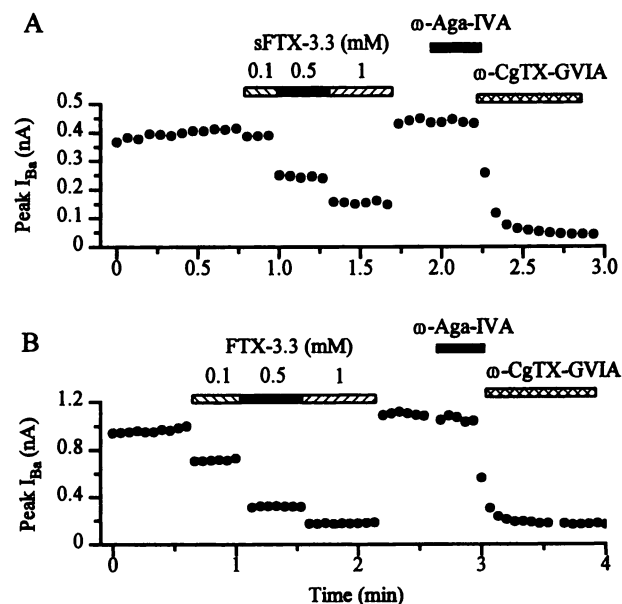 A
ω-Aga-IVA
sFTX-3.3 (mM)
0.1 0.5 1
ω-CgTX-GVIA
Peak I_Ba (nA)
0.5
0.4
0.3
0.2
0.1
0
0 0.5 1.0 1.5 2.0 2.5 3.0
B
ω-Aga-IVA
FTX-3.3 (mM)
0.1 0.5 1
ω-CgTX-GVIA
Peak I_Ba (nA)
1.2
0.8
0.4
0
0 1 2 3 4
Time (min)